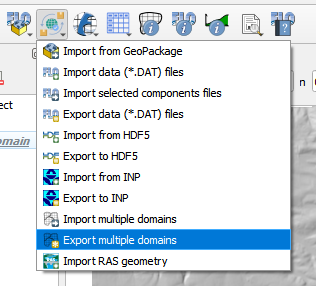 n
Import from GeoPackage
Import data (*.DAT) files
Import selected components files
ect
Export data (*.DAT) files
omain
Import from HDF5
Export to HDF5
Import from INP
Export to INP
Import multiple domains
Export multiple domains
Import RAS geometry